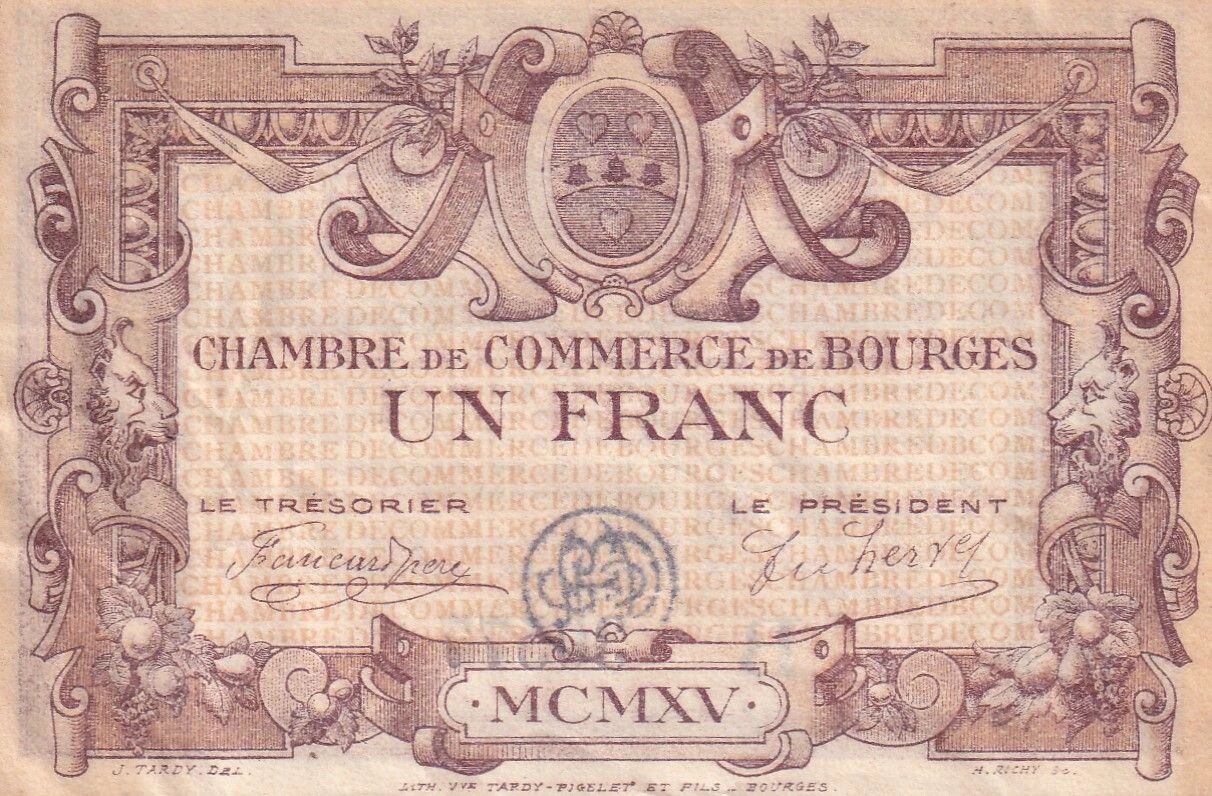 CHAMBRE DE COMMERCE DE BOURGES
UN FRANC
LE TRÉSORIER
LE PRÉSIDENT
MCMXV
J. TARDY. DEL.
H. RICHY SC.
LITH. VVE TARDY-PIGELET ET FILS _ BOURGES.